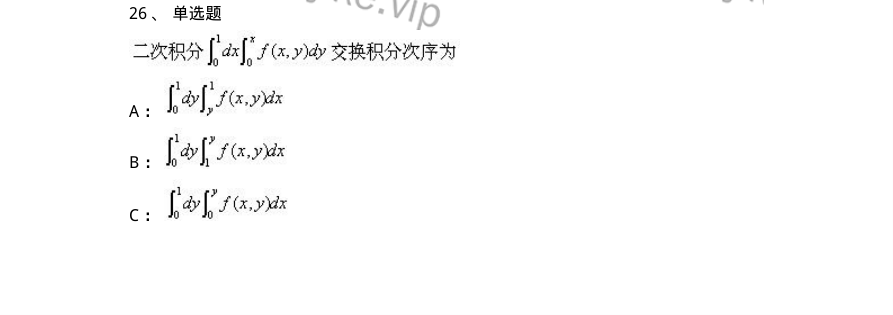 .vip
26 、 单选题
二次积分 ∫₀¹dx∫₀ˣ f(x,y)dy 交换积分次序为
A： ∫₀¹dy∫ᵧ¹ f(x,y)dx
B： ∫₀¹dy∫₁ʸ f(x,y)dx
C： ∫₀¹dy∫₀ʸ f(x,y)dx